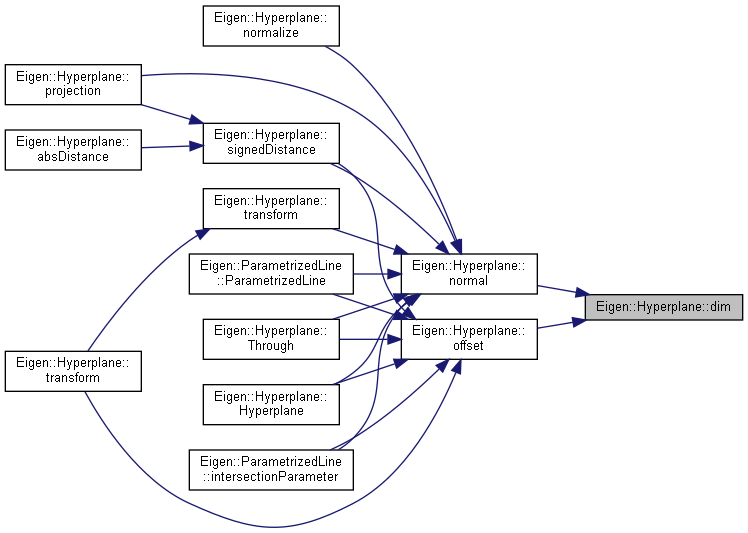 Eigen::Hyperplane::
normalize
Eigen::Hyperplane::
projection
Eigen::Hyperplane::
signedDistance
Eigen::Hyperplane::
absDistance
Eigen::Hyperplane::
transform
Eigen::ParametrizedLine
::ParametrizedLine
Eigen::Hyperplane::
normal
Eigen::Hyperplane::dim
Eigen::Hyperplane::
Through
Eigen::Hyperplane::
offset
Eigen::Hyperplane::
transform
Eigen::Hyperplane::
Hyperplane
Eigen::ParametrizedLine
::intersectionParameter